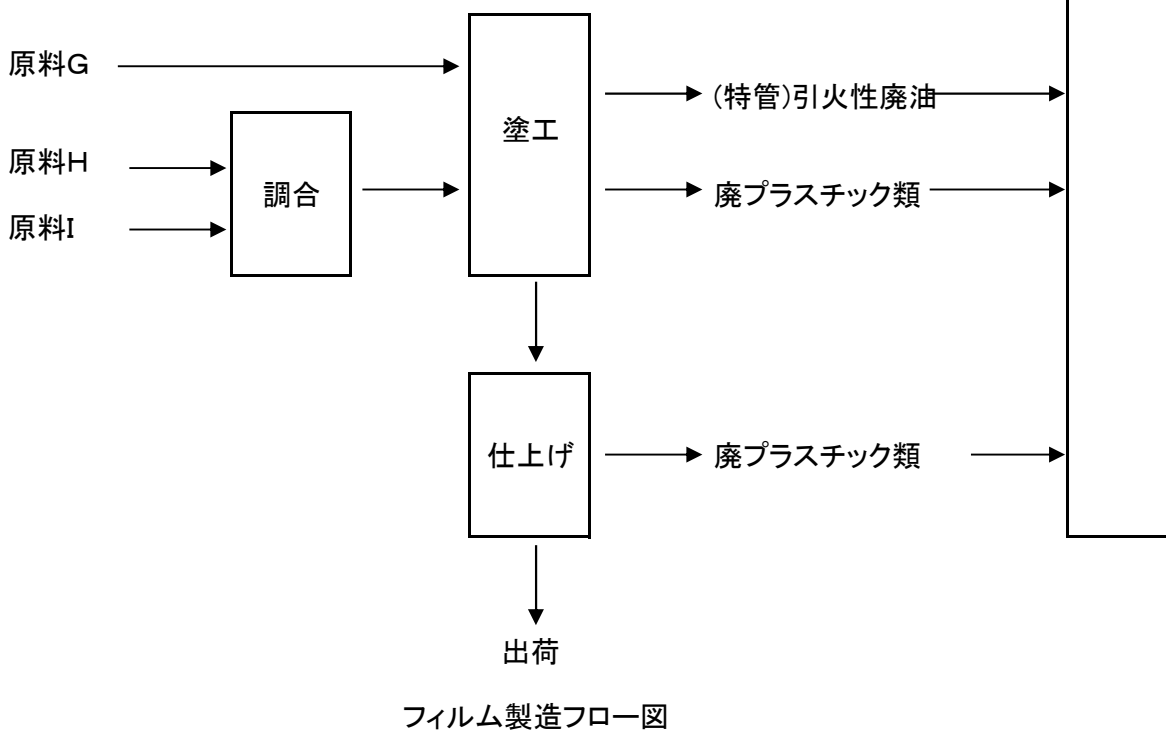 原料G
(特管)引火性廃油
塗工
原料H
調合
廃プラスチック類
原料I
仕上げ
廃プラスチック類
出荷
フィルム製造フロー図